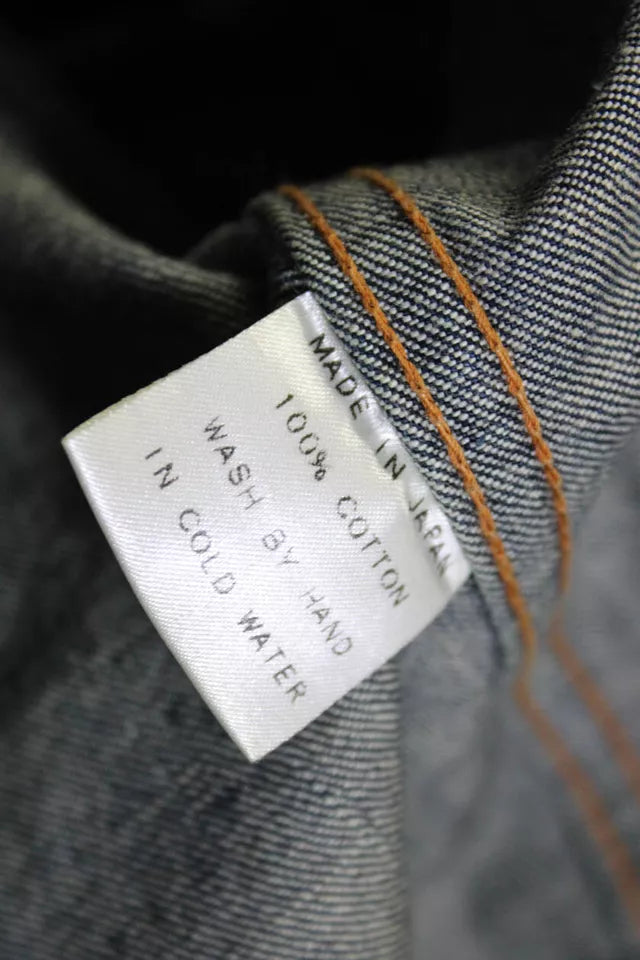 MADE IN JAPAN
100% COTTON
WASH BY HAND
IN COLD WATER